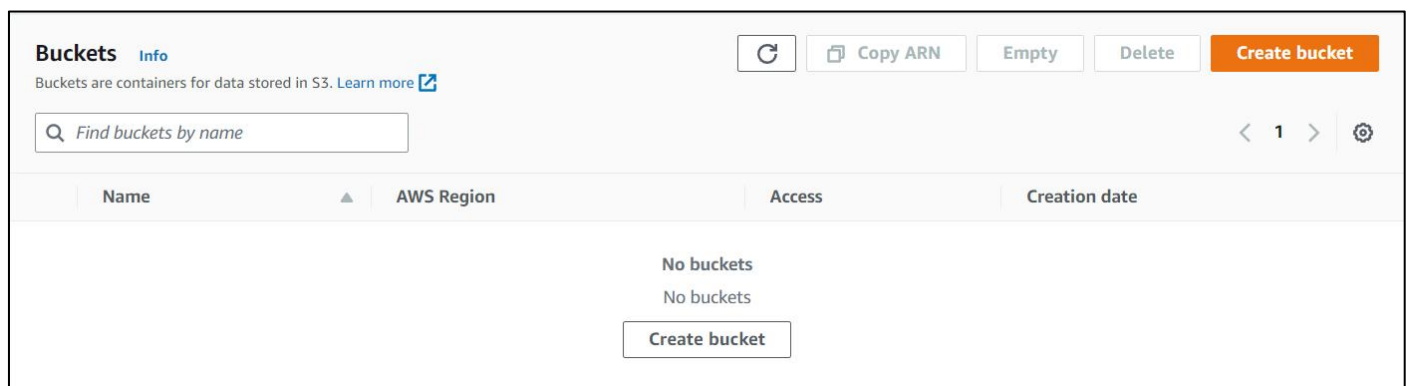 Buckets Info
Copy ARN Empty Delete Create bucket
Buckets are containers for data stored in S3. Learn more
Find buckets by name
1
Name AWS Region Access Creation date
No buckets
No buckets
Create bucket